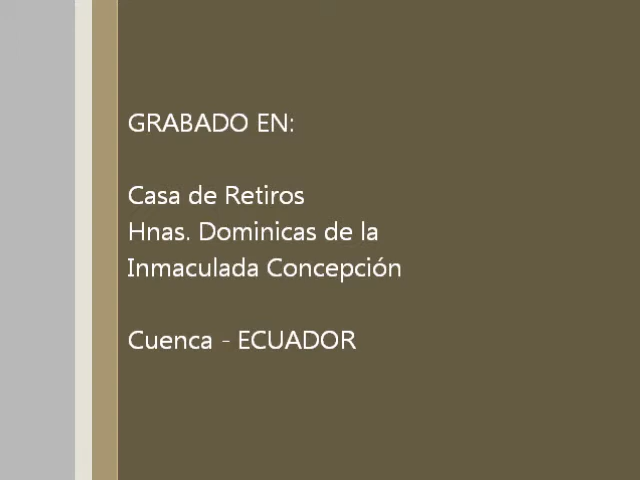 GRABADO EN:
Casa de Retiros
Hnas. Dominicas de la
Inmaculada Concepción
Cuenca - ECUADOR